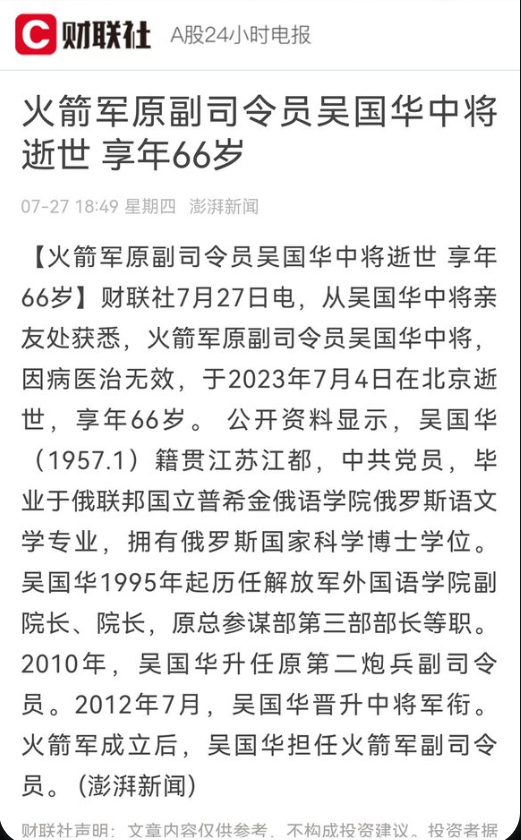 C 财联社 A股24小时电报
火箭军原副司令员吴国华中将
逝世 享年66岁
07-27 18:49 星期四 澎湃新闻
【火箭军原副司令员吴国华中将逝世 享年
66岁】财联社7月27日电，从吴国华中将亲
友处获悉，火箭军原副司令员吴国华中将，
因病医治无效，于2023年7月4日在北京逝
世，享年66岁。 公开资料显示，吴国华
（1957.1）籍贯江苏江都，中共党员，毕
业于俄联邦国立普希金俄语学院俄罗斯语文
学专业，拥有俄罗斯国家科学博士学位。
吴国华1995年起历任解放军外国语学院副
院长、院长，原总参谋部第三部部长等职。
2010年，吴国华升任原第二炮兵副司令
员。2012年7月，吴国华晋升中将军衔。
火箭军成立后，吴国华担任火箭军副司令
员。（澎湃新闻）
财联社声明：文章内容仅供参考，不构成投资建议。投资者据